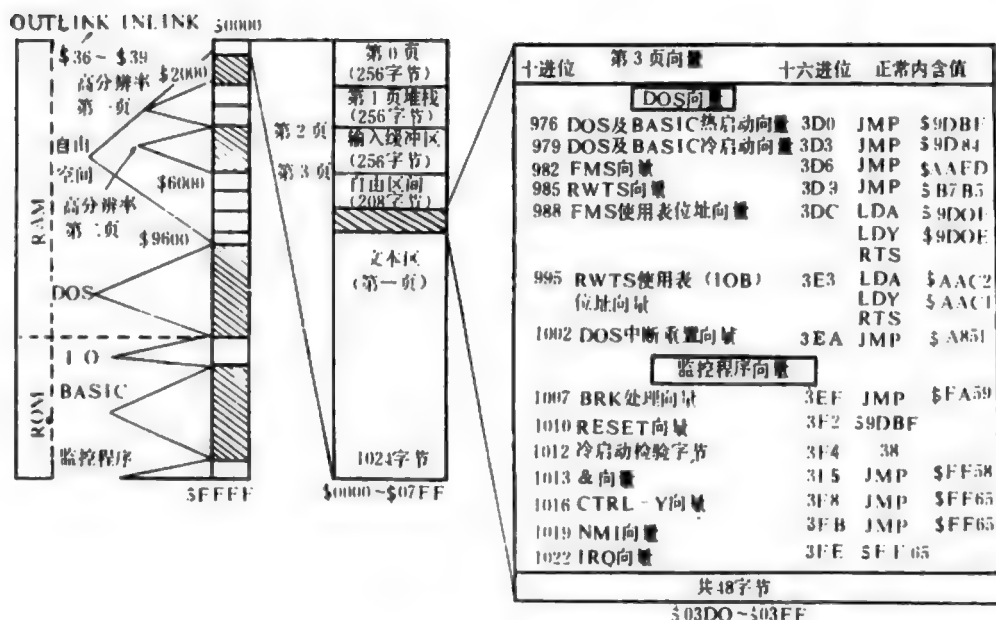 OUTLINK INLINK $0000
$36~$39
高分辨率 $2000
第一页
自由
空间
$6000
高分辨率
第二页
$9600
RAM
DOS
I O
BASIC
ROM
监控程序
$FFFF
第0页
(256字节)
第1页堆栈
(256字节)
第2页
输入缓冲区
(256字节)
第3页
自由区间
(208字节)
文本区
(第一页)
1024字节
$0000~$07FF
第3页向量
十进位 十六进位 正常内含值
DOS向量
976 DOS及BASIC热启动向量 3D0 JMP $9DBF
979 DOS及BASIC冷启动向量 3D3 JMP $9D84
982 FMS向量 3D6 JMP $AAFD
985 RWTS向量 3D9 JMP $B7B5
988 FMS使用表位址向量 3DC LDA $9D0F
LDY $9D0E
RTS
995 RWTS使用表(IOB) 3E3 LDA $AAC2
位址向量 LDY $AAC1
RTS
1002 DOS中断重置向量 3EA JMP $A851
监控程序向量
1007 BRK处理向量 3EF JMP $FA59
1010 RESET向量 3F2 $9DBF
1012 冷启动检验字节 3F4 38
1013 &向量 3F5 JMP $FF58
1016 CTRL-Y向量 3F8 JMP $FF65
1019 NMI向量 3FB JMP $FF65
1022 IRQ向量 3FE $FF65
共48字节
$03D0~$03FF